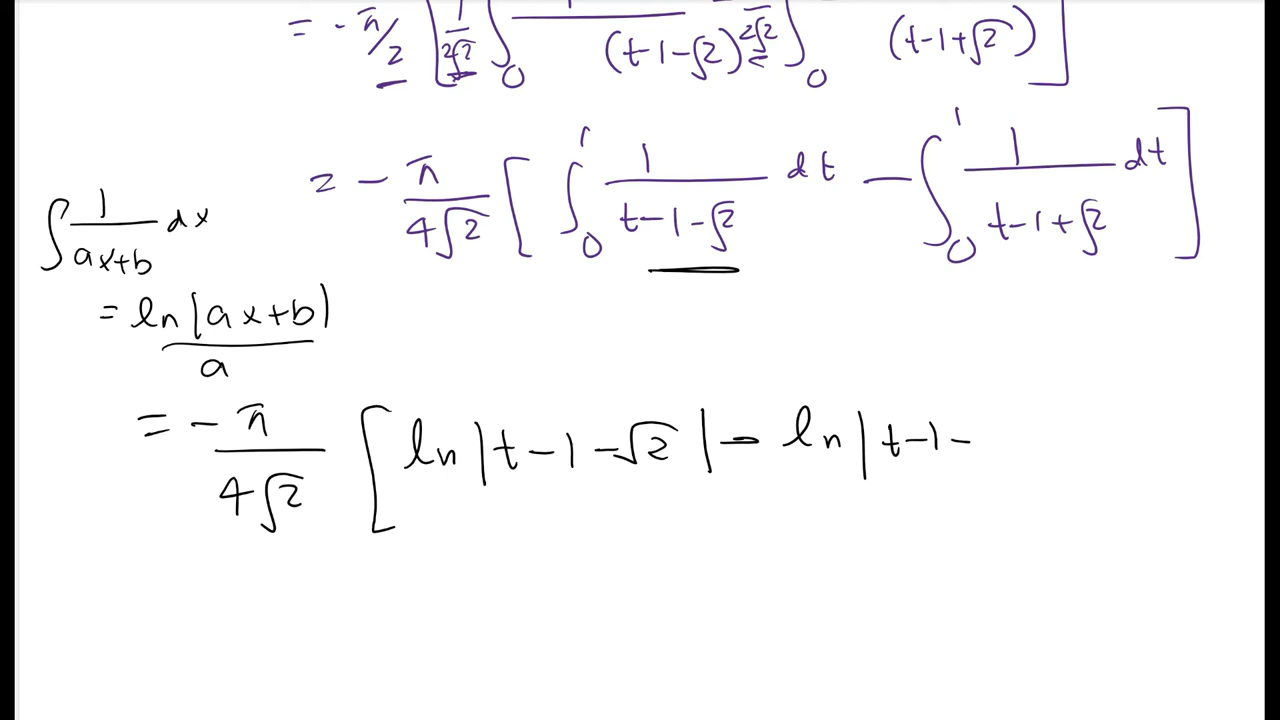 = - π/2 [ 1/2√2 ∫₀ 1/(t-1-√2) 1/2√2 ∫₀ (t-1+√2) ]
= - π/4√2 [ ∫₀¹ 1/(t-1-√2) dt - ∫₀¹ 1/(t-1+√2) dt ]
∫ 1/(ax+b) dx
= ln|ax+b|/a
= - π/4√2 [ ln|t-1-√2| - ln|t-1-